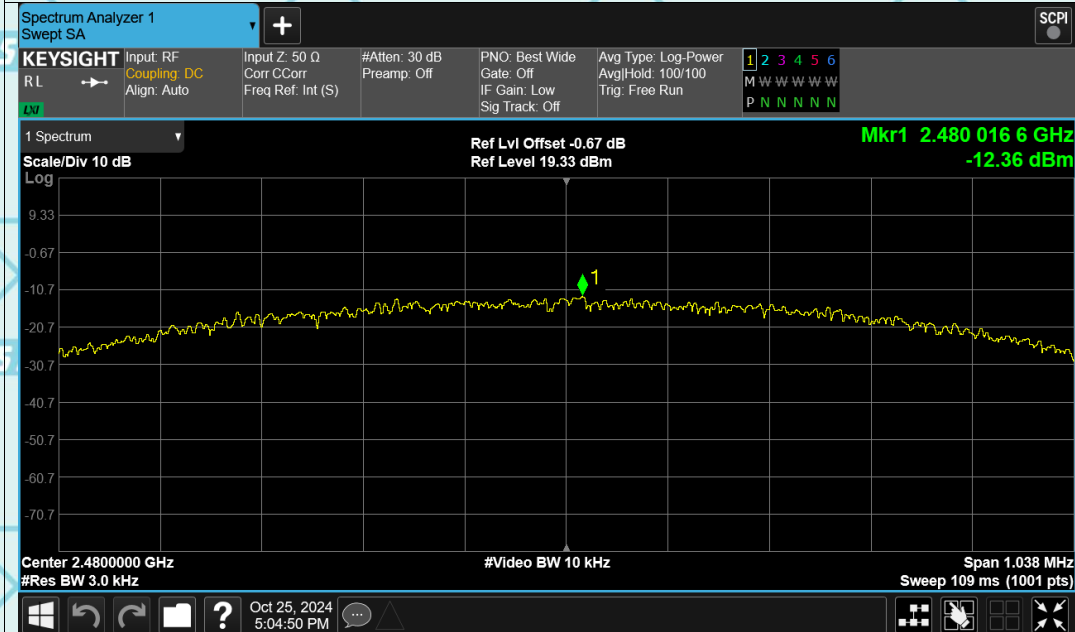 Spectrum Analyzer 1
Swept SA
+
SCPI
KEYSIGHT
RL
LXI
Input: RF
Coupling: DC
Align: Auto
Input Z: 50 Ω
Corr CCorr
Freq Ref: Int (S)
#Atten: 30 dB
Preamp: Off
PNO: Best Wide
Gate: Off
IF Gain: Low
Sig Track: Off
Avg Type: Log-Power
Avg|Hold: 100/100
Trig: Free Run
1 2 3 4 5 6
M W W W W W
P N N N N N
1 Spectrum
Scale/Div 10 dB
Log
Ref Lvl Offset -0.67 dB
Ref Level 19.33 dBm
Mkr1 2.480 016 6 GHz
-12.36 dBm
9.33
-0.67
-10.7
-20.7
-30.7
-40.7
-50.7
-60.7
-70.7
1
Center 2.4800000 GHz
#Res BW 3.0 kHz
#Video BW 10 kHz
Span 1.038 MHz
Sweep 109 ms (1001 pts)
?
Oct 25, 2024
5:04:50 PM